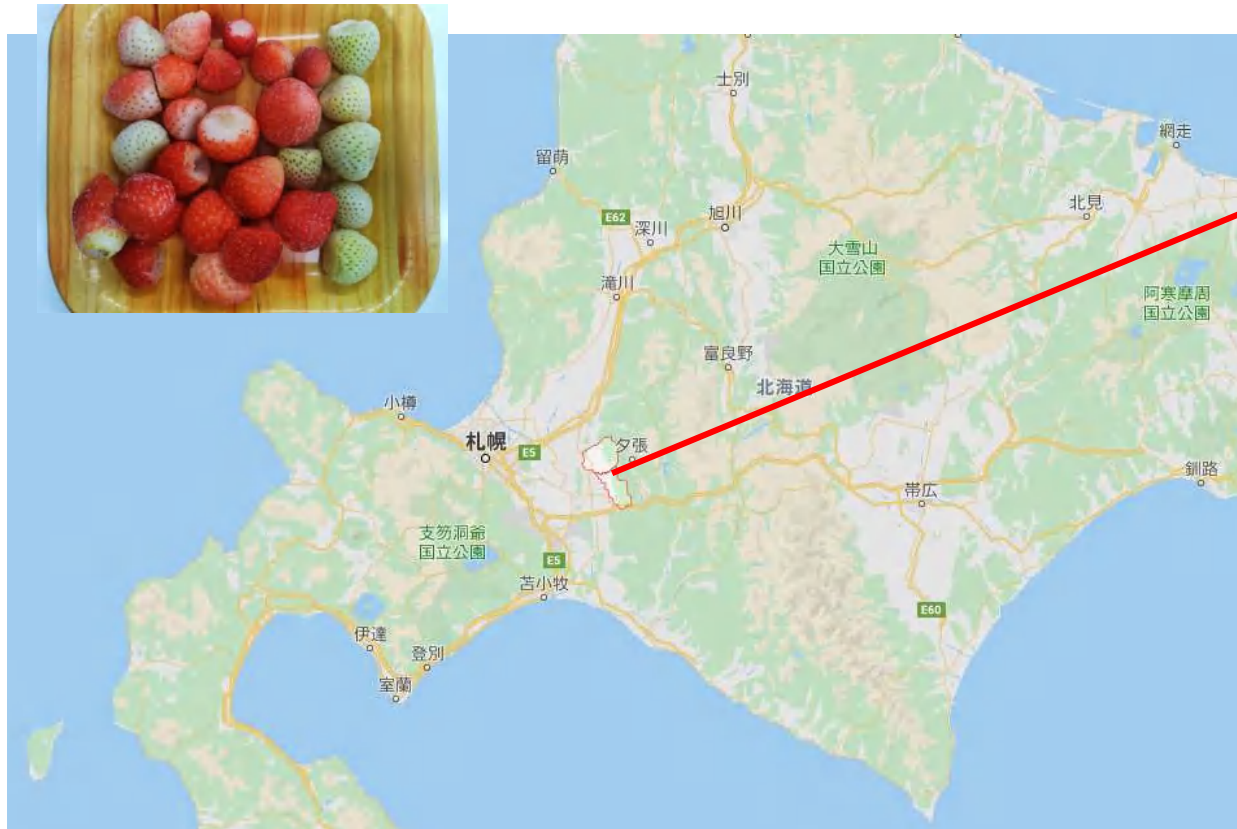 士別
網走
留萌
北見
E62
旭川
深川
大雪山
国立公園
滝川
阿寒摩周
国立公園
富良野
北海道
小樽
札幌
E5
夕張
釧路
帯広
支笏洞爺
国立公園
E5
苫小牧
E60
伊達
登別
室蘭